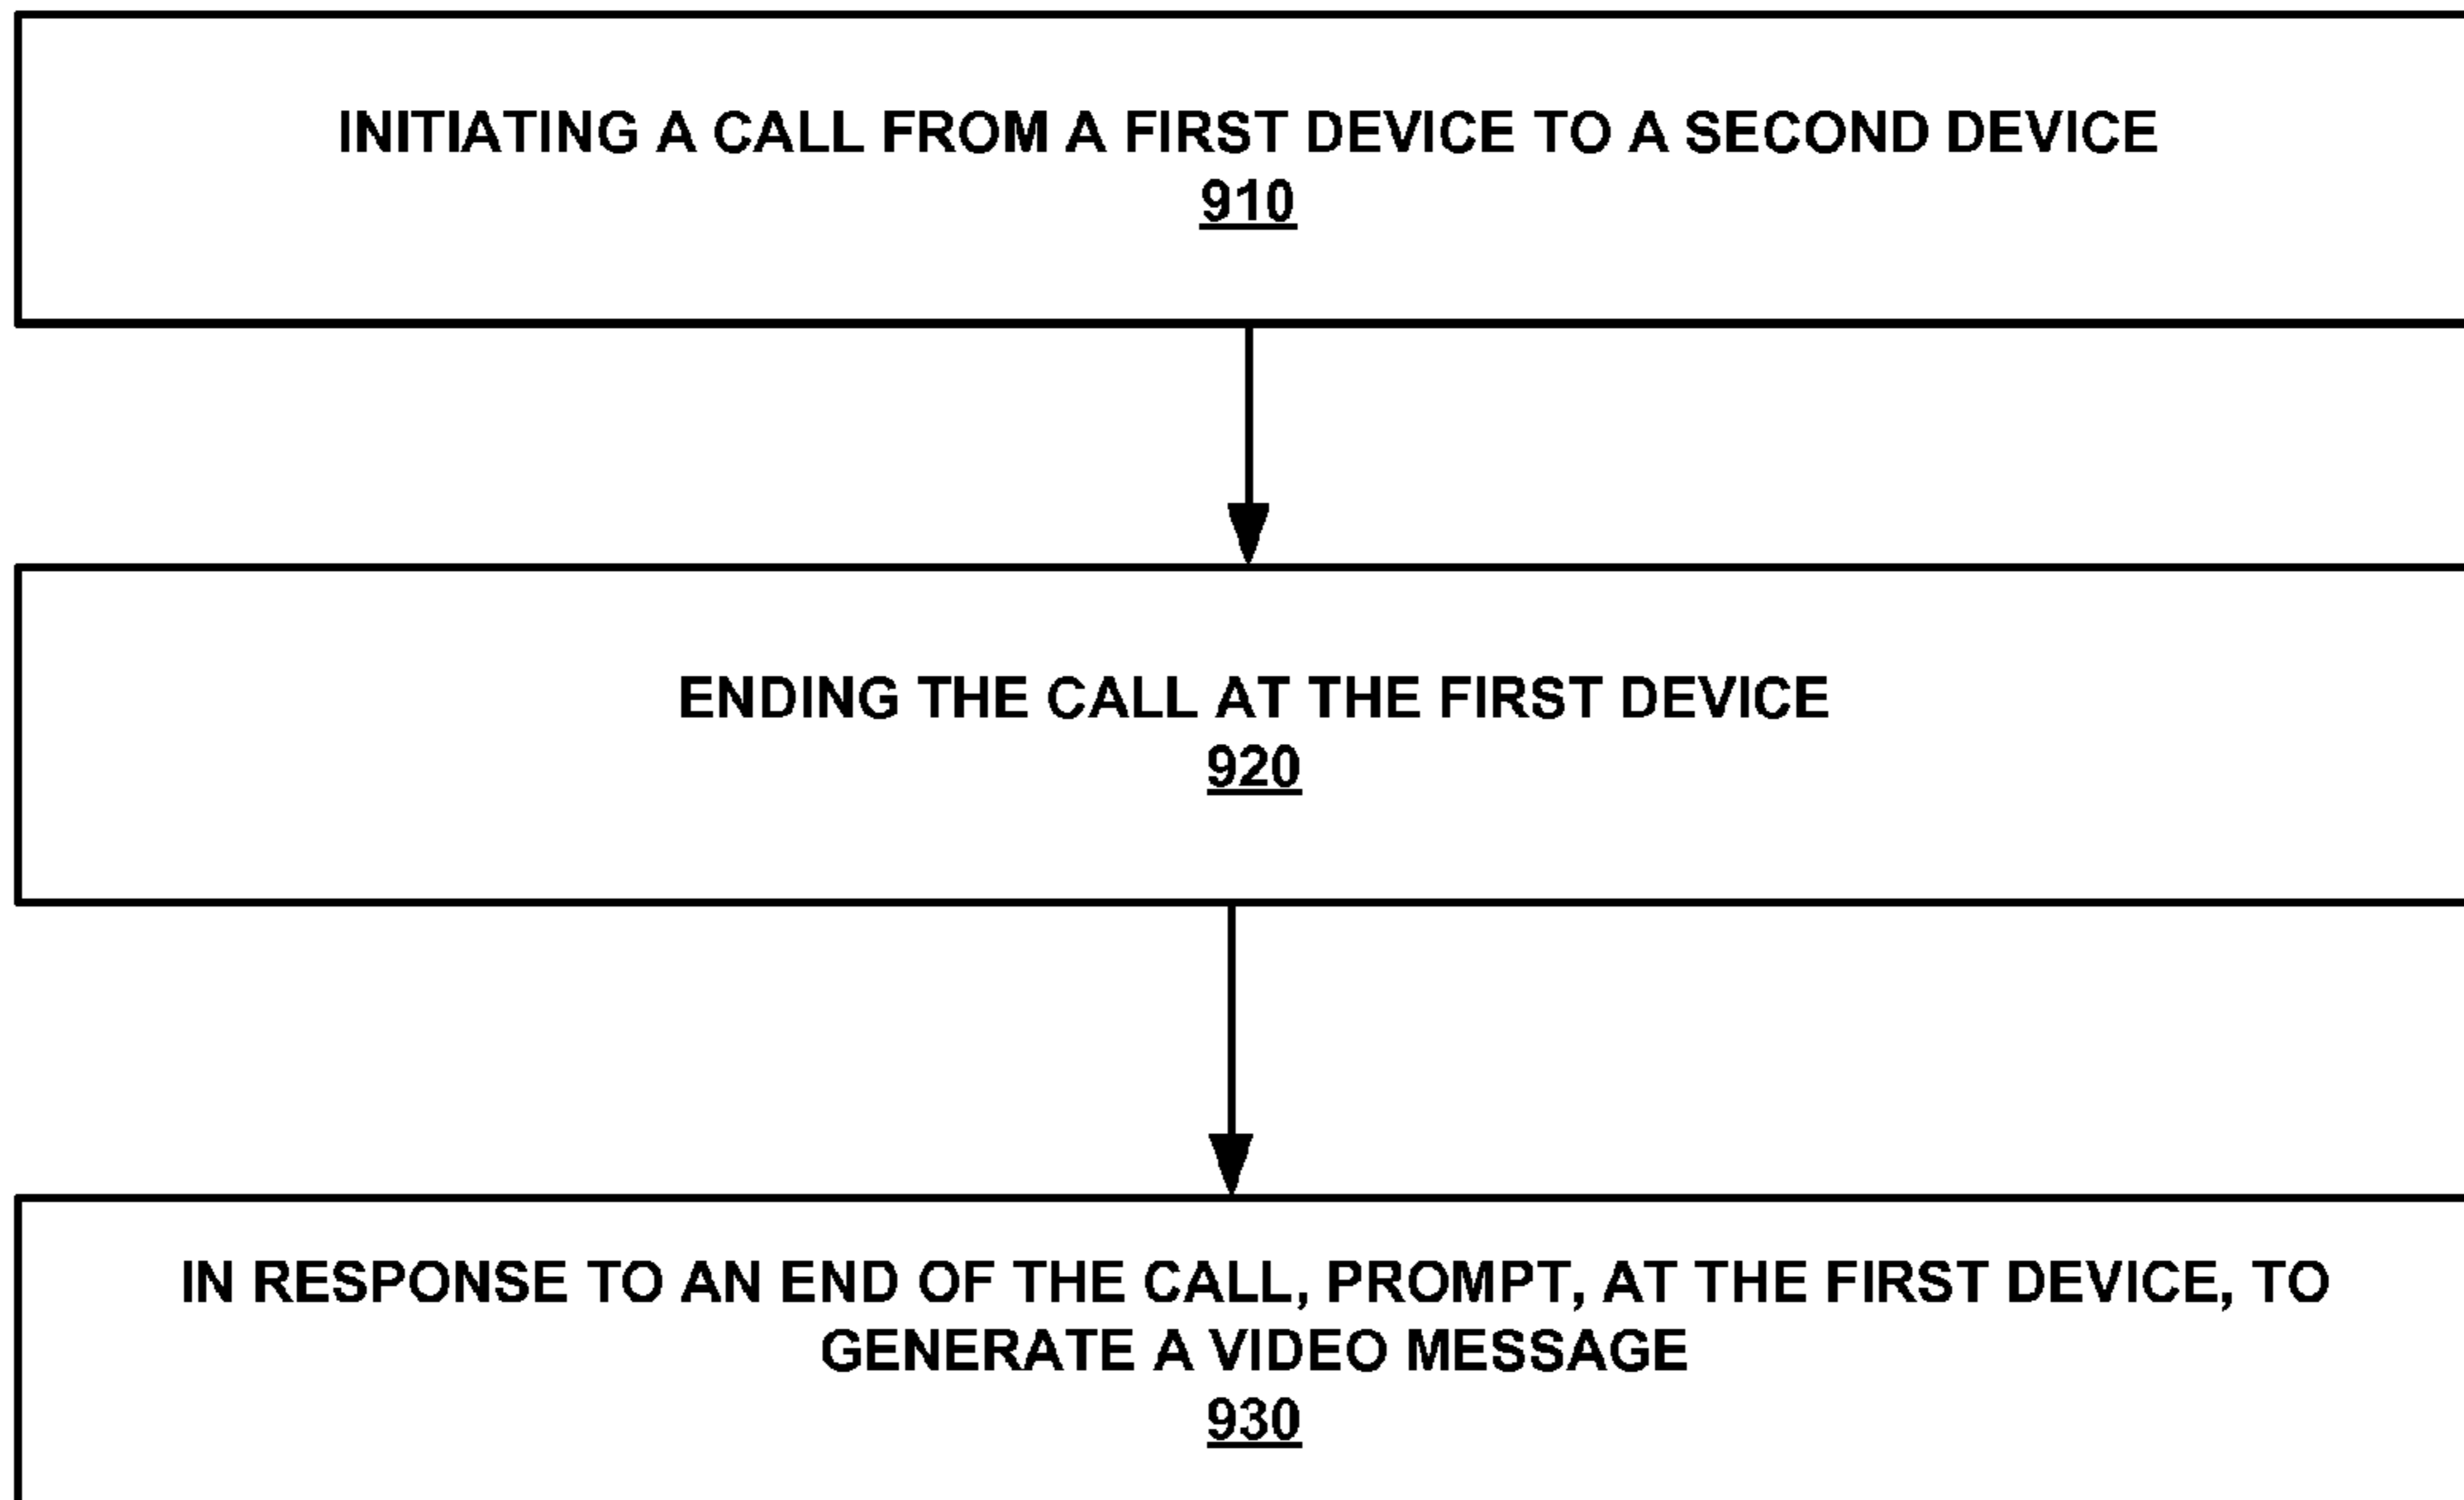 INITIATING A CALL FROM A FIRST DEVICE TO A SECOND DEVICE
910
ENDING THE CALL AT THE FIRST DEVICE
920
IN RESPONSE TO AN END OF THE CALL, PROMPT, AT THE FIRST DEVICE, TO
GENERATE A VIDEO MESSAGE
930